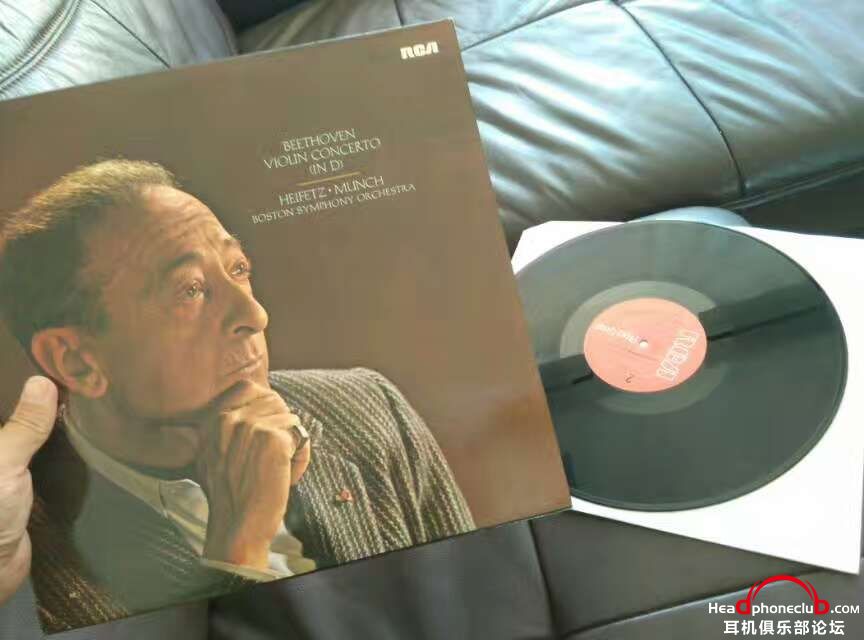 RCA
BEETHOVEN
VIOLIN CONCERTO
(IN D)
HEIFETZ • MUNCH
BOSTON SYMPHONY ORCHESTRA
RCA
2
Headphoneclub.com
耳机俱乐部论坛